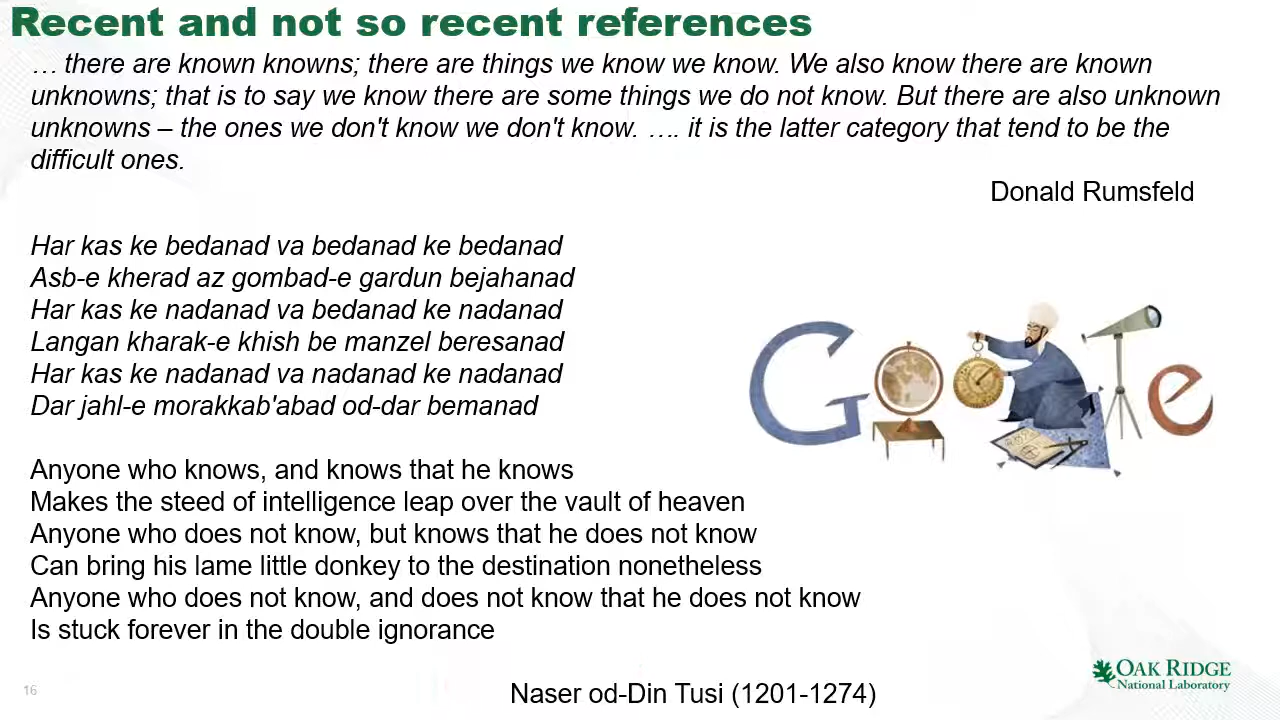 Recent and not so recent references
… there are known knowns; there are things we know we know. We also know there are known
unknowns; that is to say we know there are some things we do not know. But there are also unknown
unknowns – the ones we don't know we don't know. …. it is the latter category that tend to be the
difficult ones.
Donald Rumsfeld
Har kas ke bedanad va bedanad ke bedanad
Asb-e kherad az gombad-e gardun bejahanad
Har kas ke nadanad va bedanad ke nadanad
Langan kharak-e khish be manzel beresanad
Har kas ke nadanad va nadanad ke nadanad
Dar jahl-e morakkab'abad od-dar bemanad
Anyone who knows, and knows that he knows
Makes the steed of intelligence leap over the vault of heaven
Anyone who does not know, but knows that he does not know
Can bring his lame little donkey to the destination nonetheless
Anyone who does not know, and does not know that he does not know
Is stuck forever in the double ignorance
Naser od-Din Tusi (1201-1274)
16
OAK RIDGE
National Laboratory